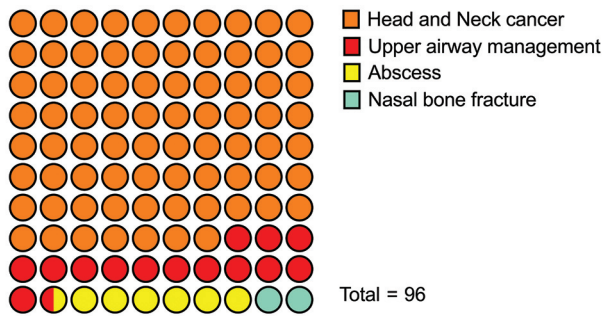 Head and Neck cancer
Upper airway management
Abscess
Nasal bone fracture
Total = 96